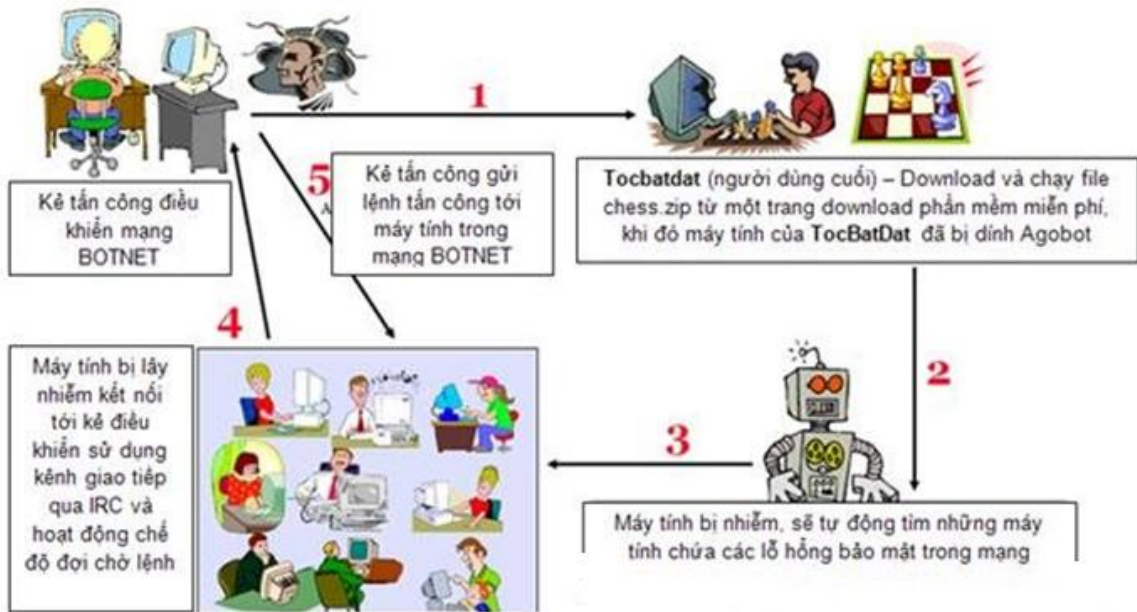 1
5
Kẻ tấn công điều
khiển mạng
BOTNET
Kẻ tấn công gửi
lệnh tấn công tới
máy tính trong
mạng BOTNET
A
Tocbatdat (người dùng cuối) – Download và chạy file
chess.zip từ một trang download phần mềm miễn phí,
khi đó máy tính của TocBatDat đã bị dính Agobot
4
2
3
Máy tính bị lây
nhiễm kết nối
tới kẻ điều
khiển sử dụng
kênh giao tiếp
qua IRC và
hoạt động chế
độ đợi chờ lệnh
Máy tính bị nhiễm, sẽ tự động tìm những máy
tính chứa các lỗ hổng bảo mật trong mạng